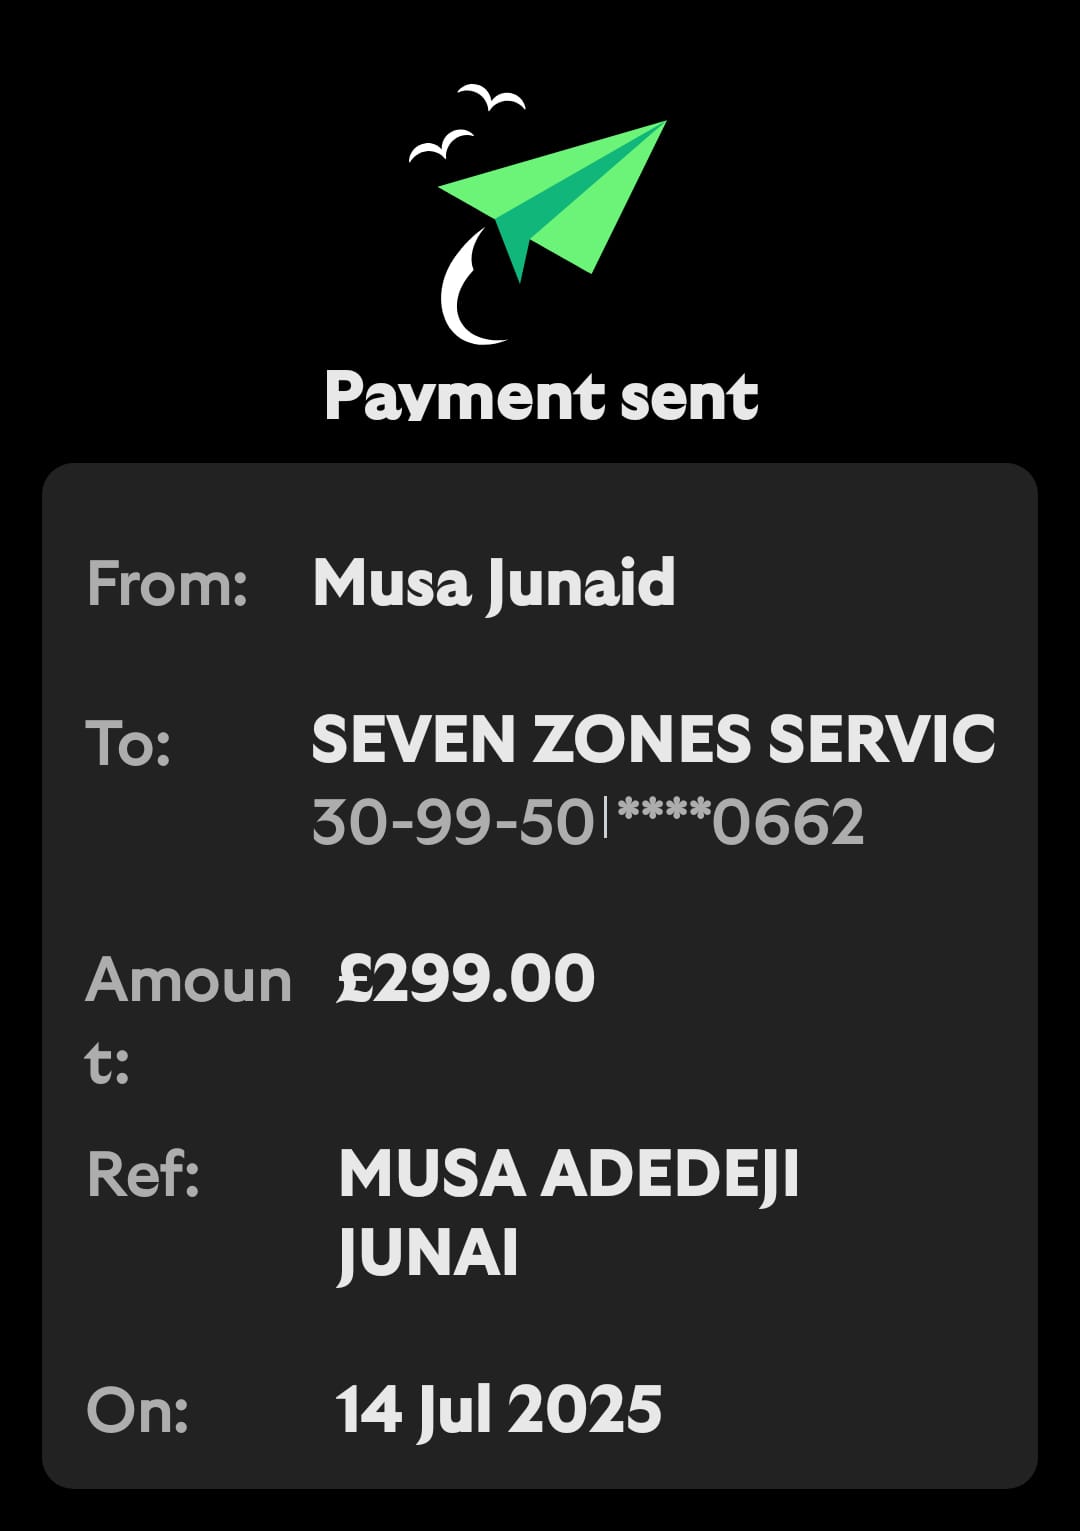 Payment sent
From: Musa Junaid
To: SEVEN ZONES SERVIC
30-99-50|****0662
Amoun £299.00
t:
Ref: MUSA ADEDEJI
JUNAI
On: 14 Jul 2025